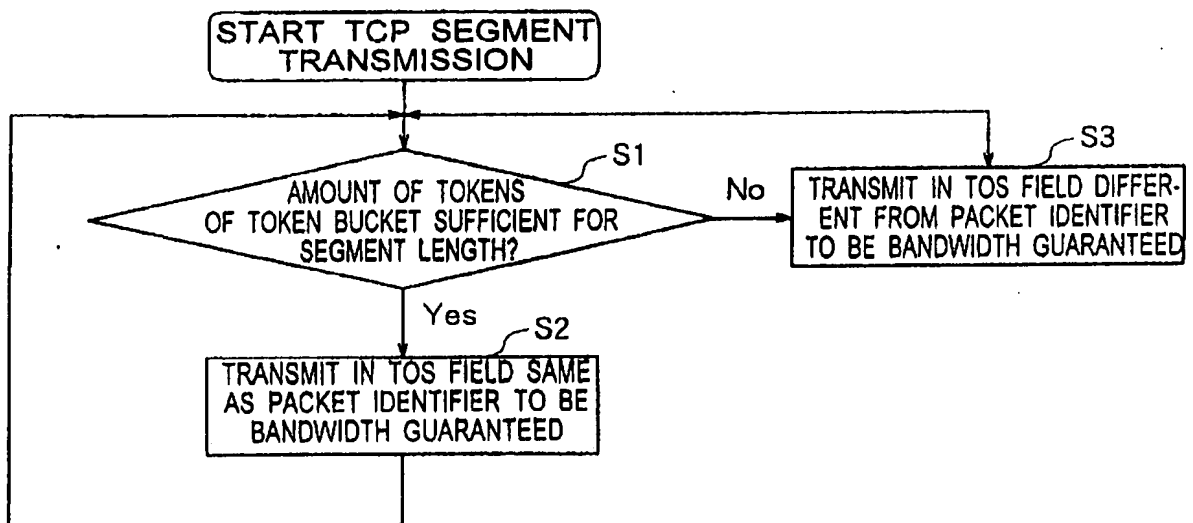 START TCP SEGMENT
TRANSMISSION
S1
AMOUNT OF TOKENS
OF TOKEN BUCKET SUFFICIENT FOR
SEGMENT LENGTH?
No
S3
TRANSMIT IN TOS FIELD DIFFER-
ENT FROM PACKET IDENTIFIER
TO BE BANDWIDTH GUARANTEED
Yes
S2
TRANSMIT IN TOS FIELD SAME
AS PACKET IDENTIFIER TO BE
BANDWIDTH GUARANTEED